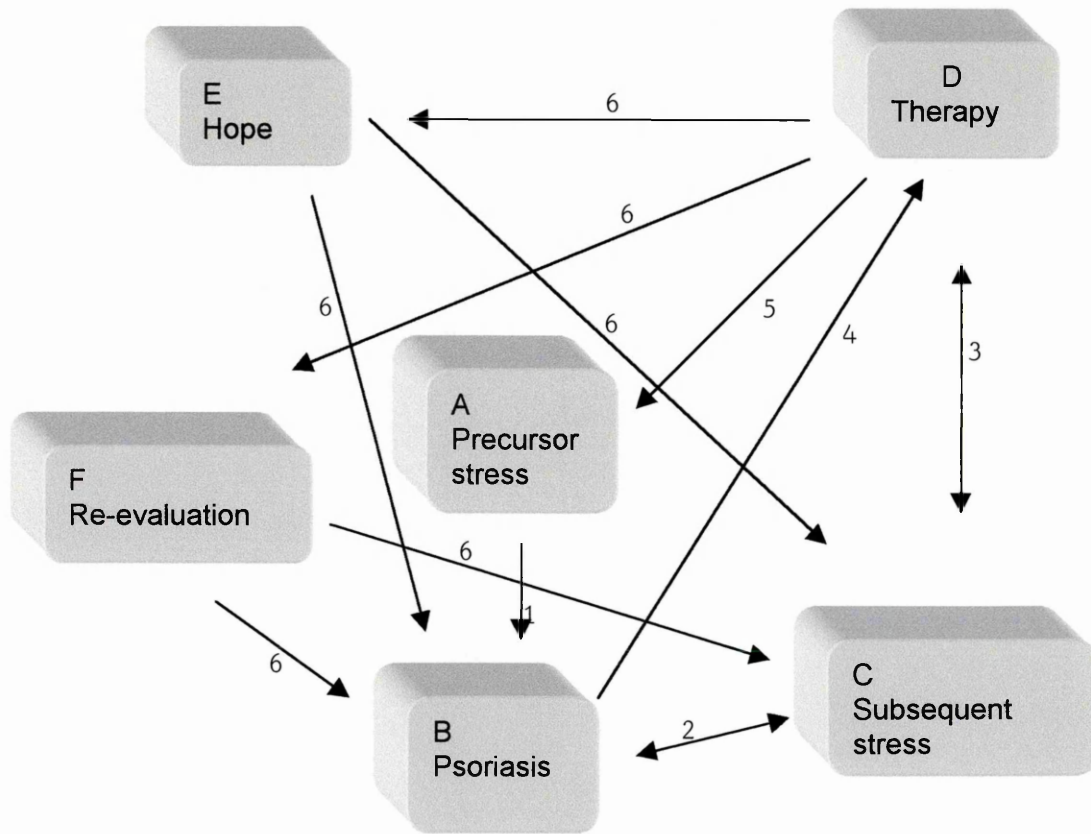 E
Hope
D
Therapy
6
6
6
6
5
4
3
A
Precursor
stress
F
Re-evaluation
6
1
6
2
B
Psoriasis
C
Subsequent
stress